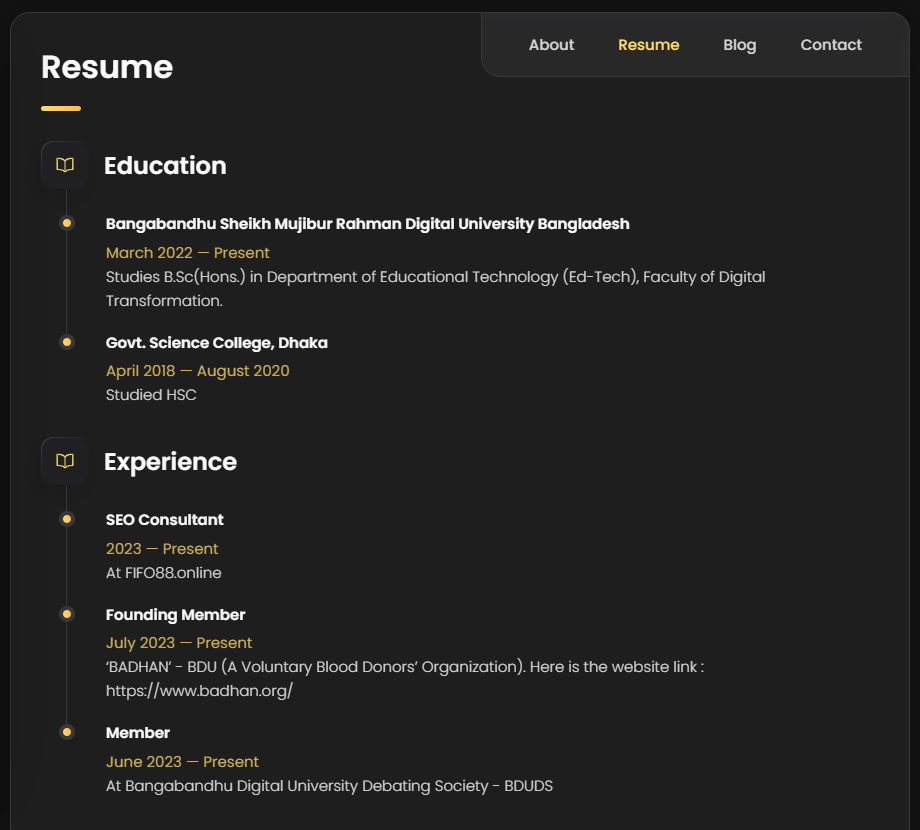 About
Resume
Blog
Contact
Resume
Education
Bangabandhu Sheikh Mujibur Rahman Digital University Bangladesh
March 2022 — Present
Studies B.Sc(Hons.) in Department of Educational Technology (Ed-Tech), Faculty of Digital
Transformation.
Govt. Science College, Dhaka
April 2018 — August 2020
Studied HSC
Experience
SEO Consultant
2023 — Present
At FIFO88.online
Founding Member
July 2023 — Present
‘BADHAN’ - BDU (A Voluntary Blood Donors’ Organization). Here is the website link :
https://www.badhan.org/
Member
June 2023 — Present
At Bangabandhu Digital University Debating Society - BDUDS